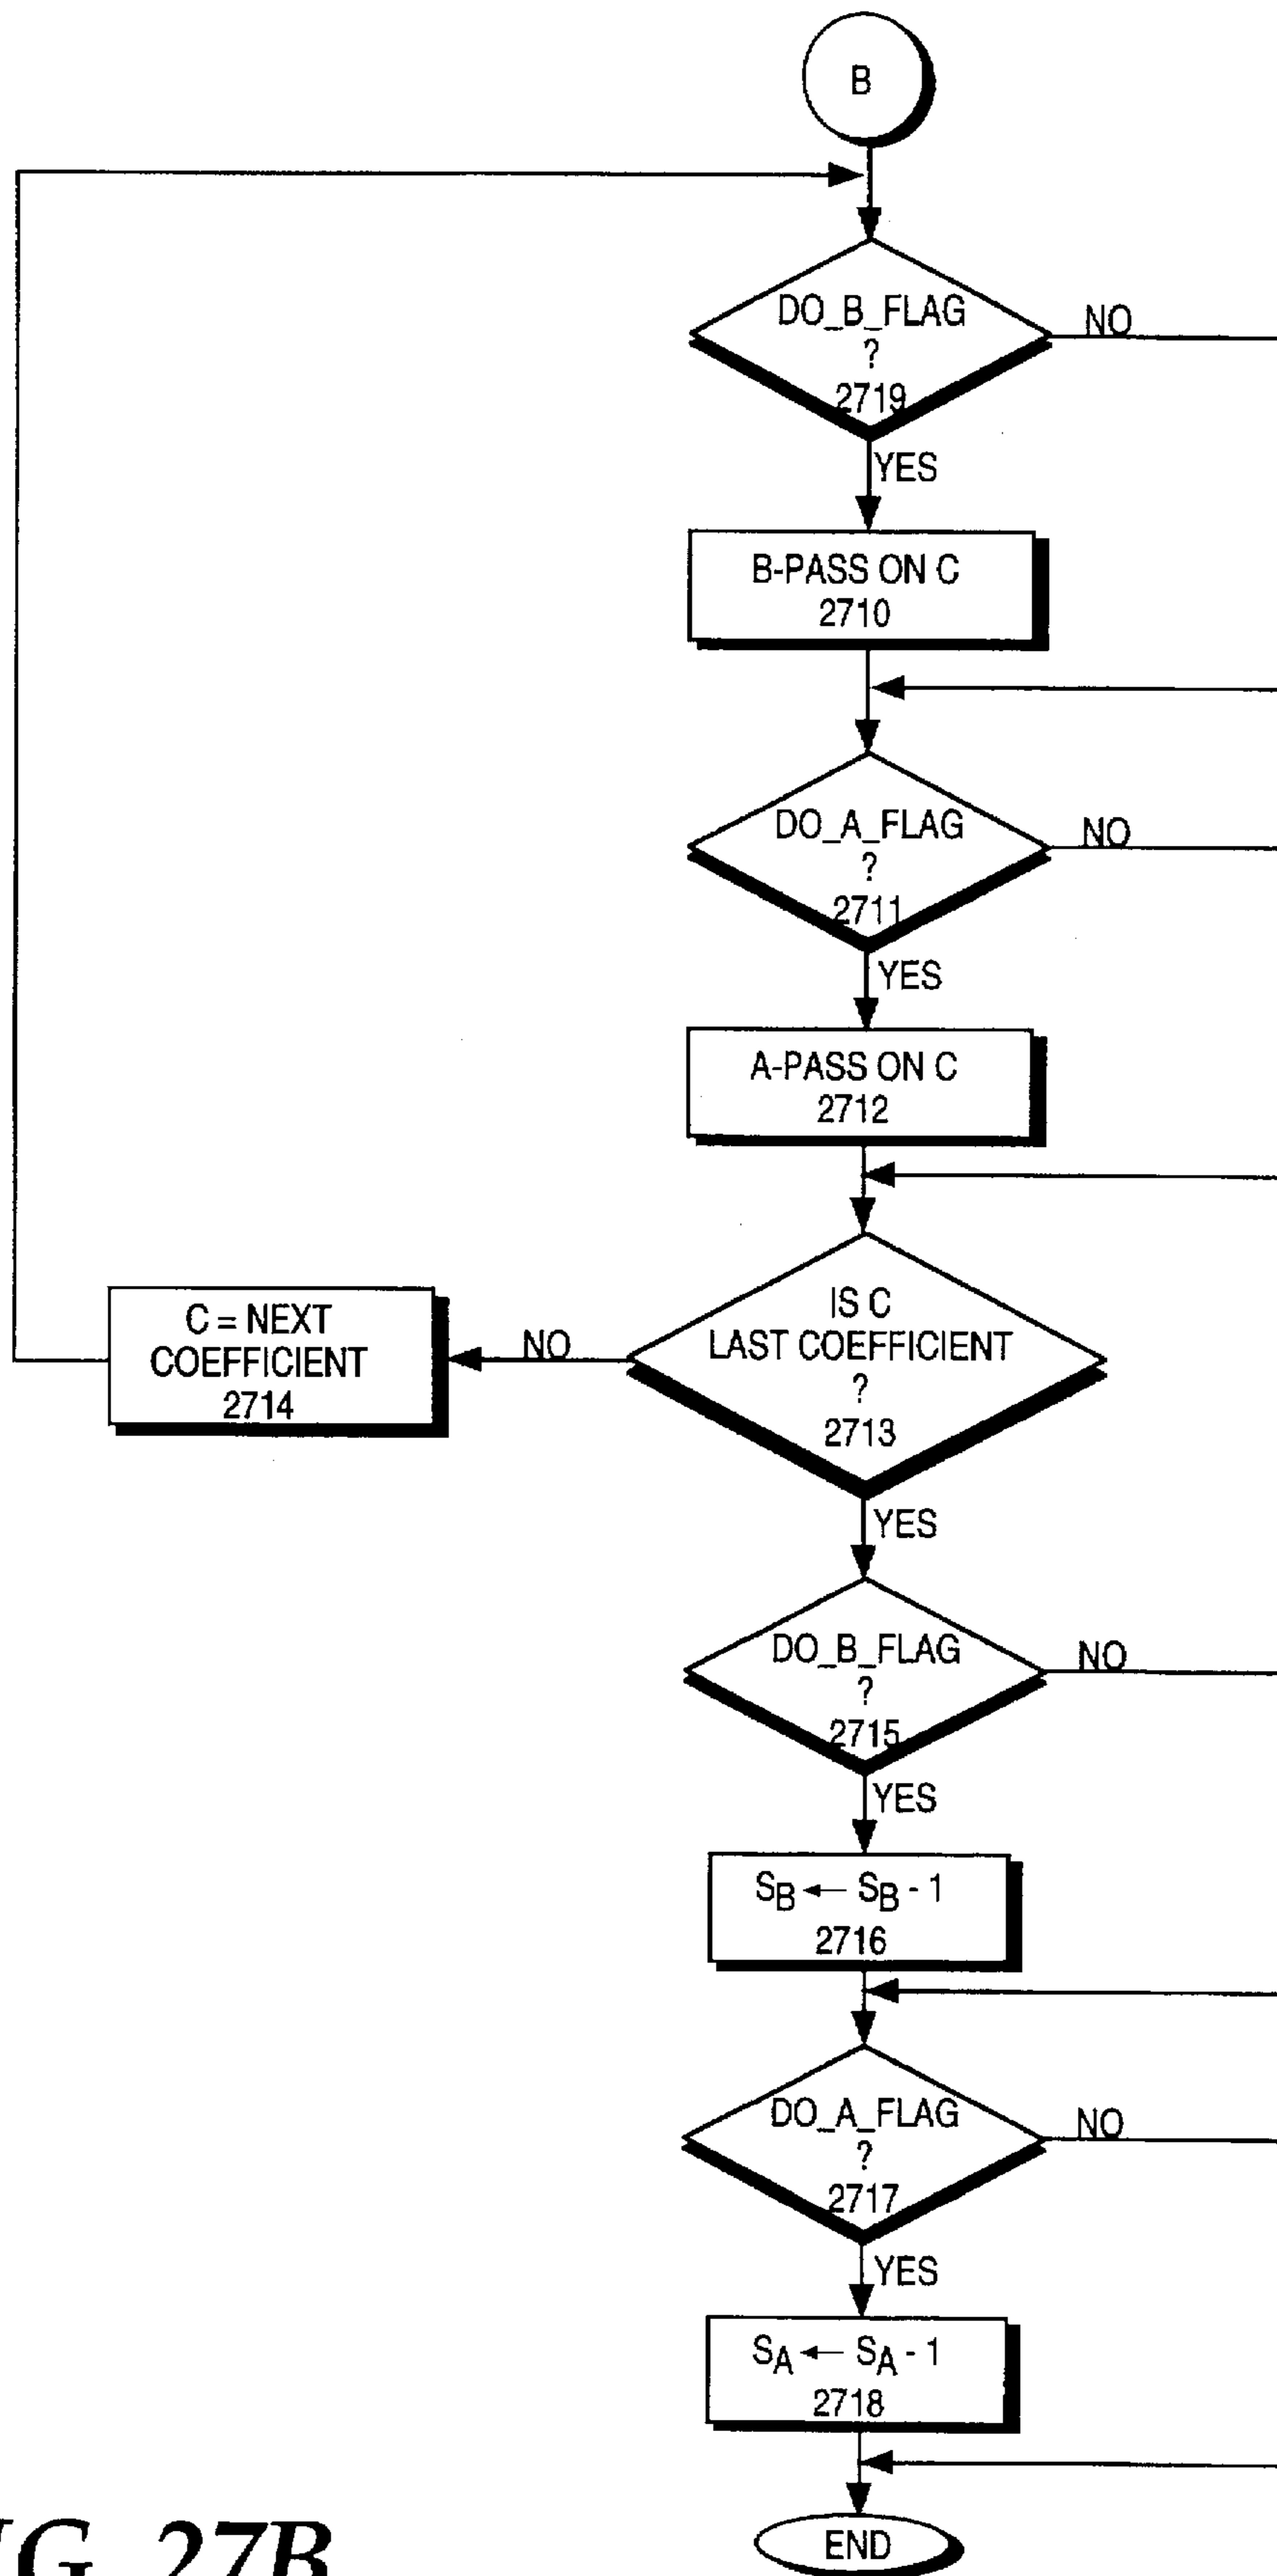 B
DO_B_FLAG
?
2719
NO
YES
B-PASS ON C
2710
DO_A_FLAG
?
2711
NO
YES
A-PASS ON C
2712
IS C
LAST COEFFICIENT
?
2713
NO
C = NEXT
COEFFICIENT
2714
YES
DO_B_FLAG
?
2715
NO
YES
SB ← SB - 1
2716
DO_A_FLAG
?
2717
NO
YES
SA ← SA - 1
2718
END
27B